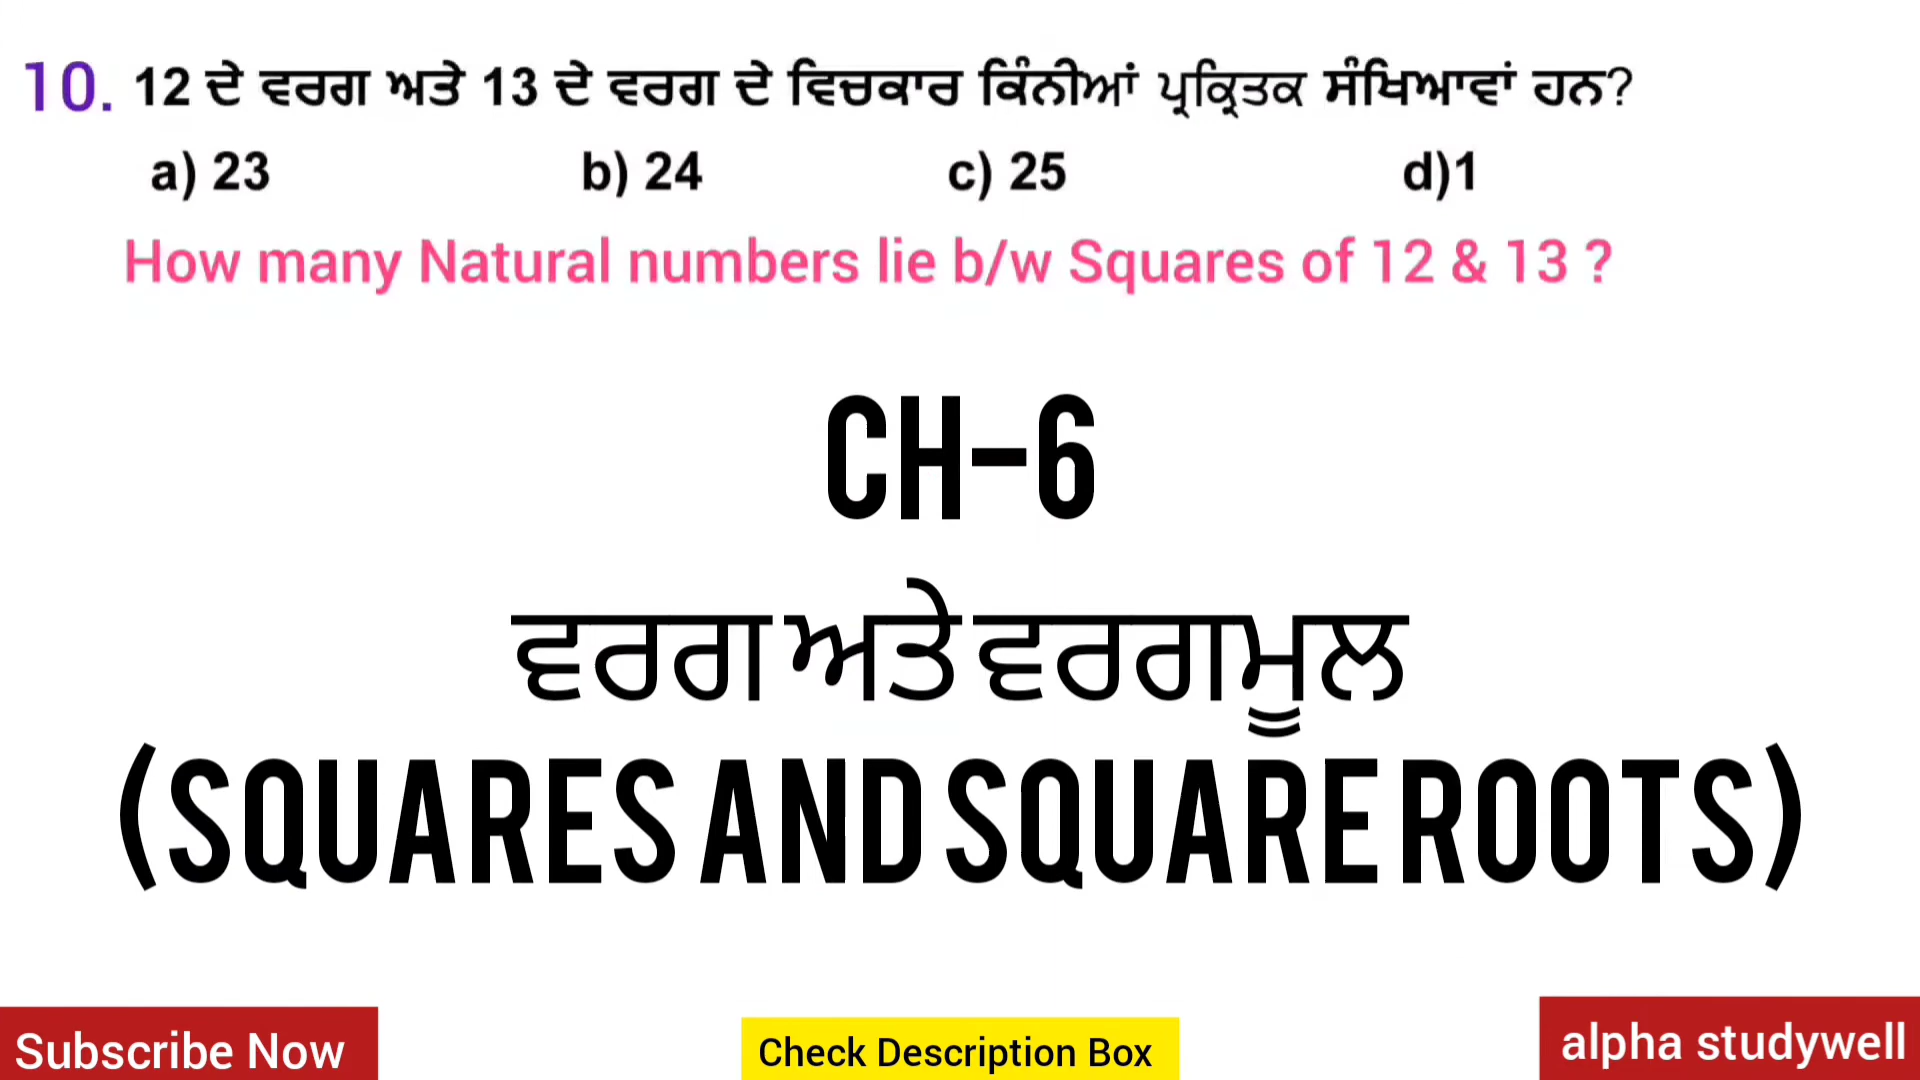 10. 12 ਦੇ ਵਰਗ ਅਤੇ 13 ਦੇ ਵਰਗ ਦੇ ਵਿਚਕਾਰ ਕਿੰਨੀਆਂ ਪ੍ਰਕ੍ਰਿਤਕ ਸੰਖਿਆਵਾਂ ਹਨ?
a) 23 b) 24 c) 25 d)1
How many Natural numbers lie b/w Squares of 12 & 13 ?
CH-6
ਵਰਗ ਅਤੇ ਵਰਗਮੂਲ
(SQUARES AND SQUARE ROOTS)
Subscribe Now Check Description Box alpha studywell